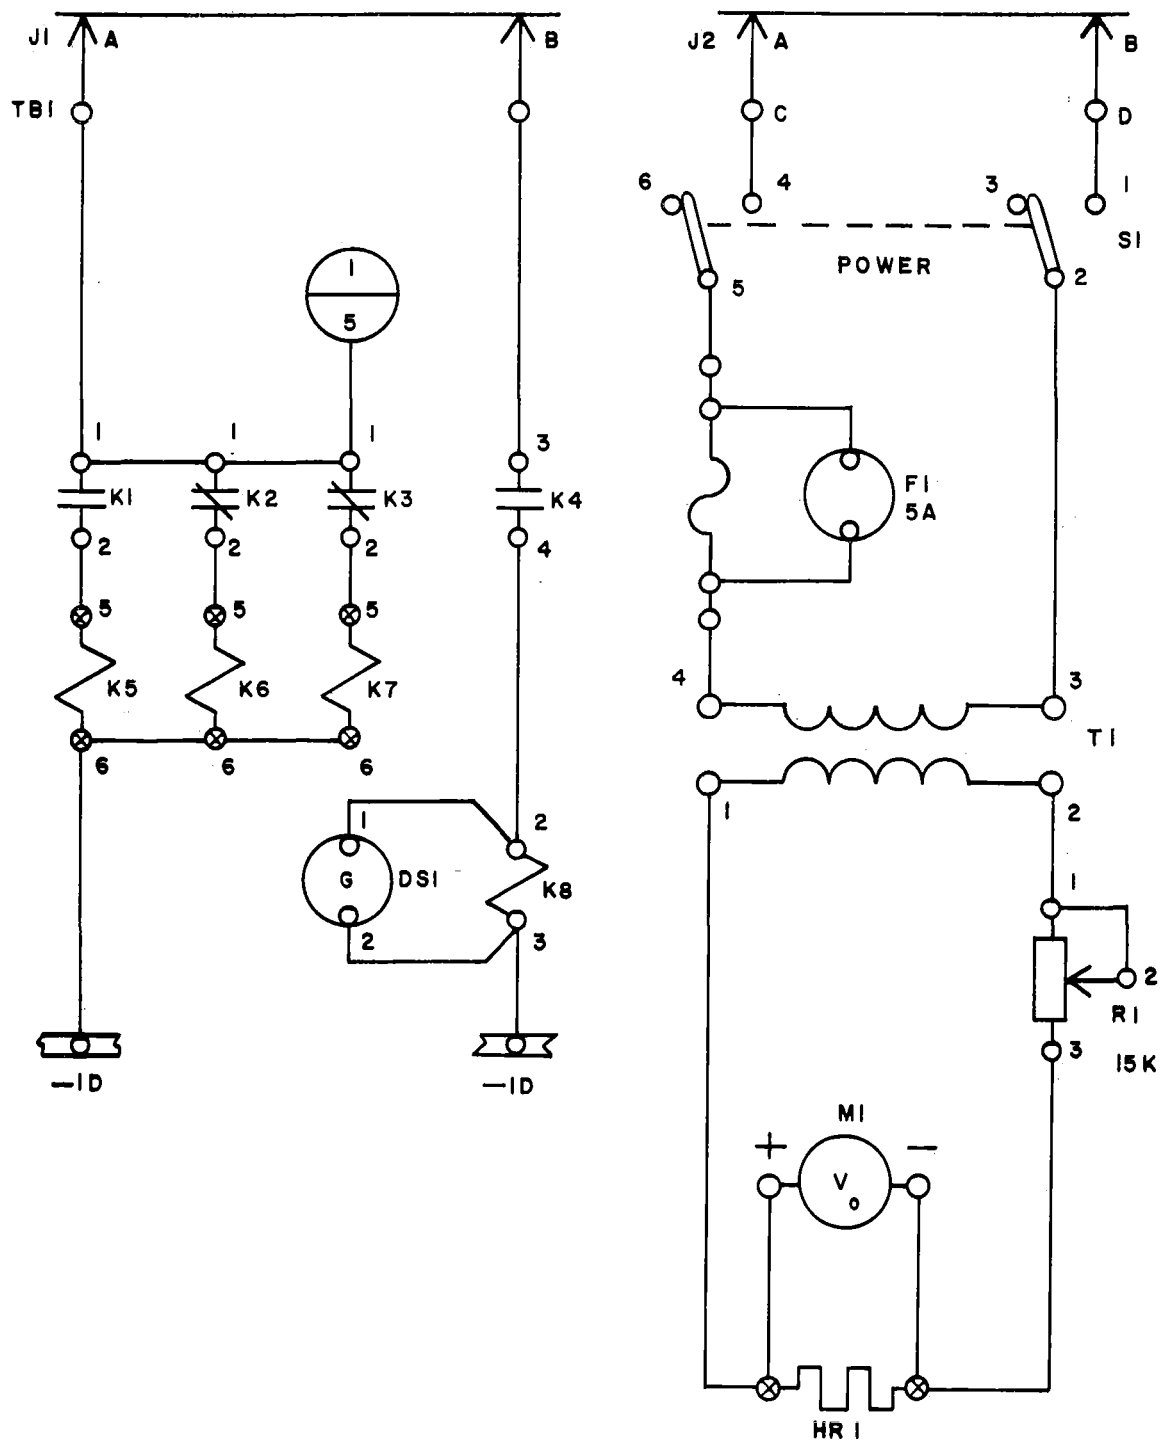 J1 A B
TB1
1
5
1 1 1
K1 K2 K3
2 2 2
5 5 5
K5 K6 K7
6 6 6
3
K4
4
1
G DS1
2
2
K8
3
—1D —1D
J2 A B
C D
6 4 3 1
S1
POWER
5 2
F1
5A
4 3
T1
1 2
1
2
R1
3 15K
M1
+ —
V
o
HR1